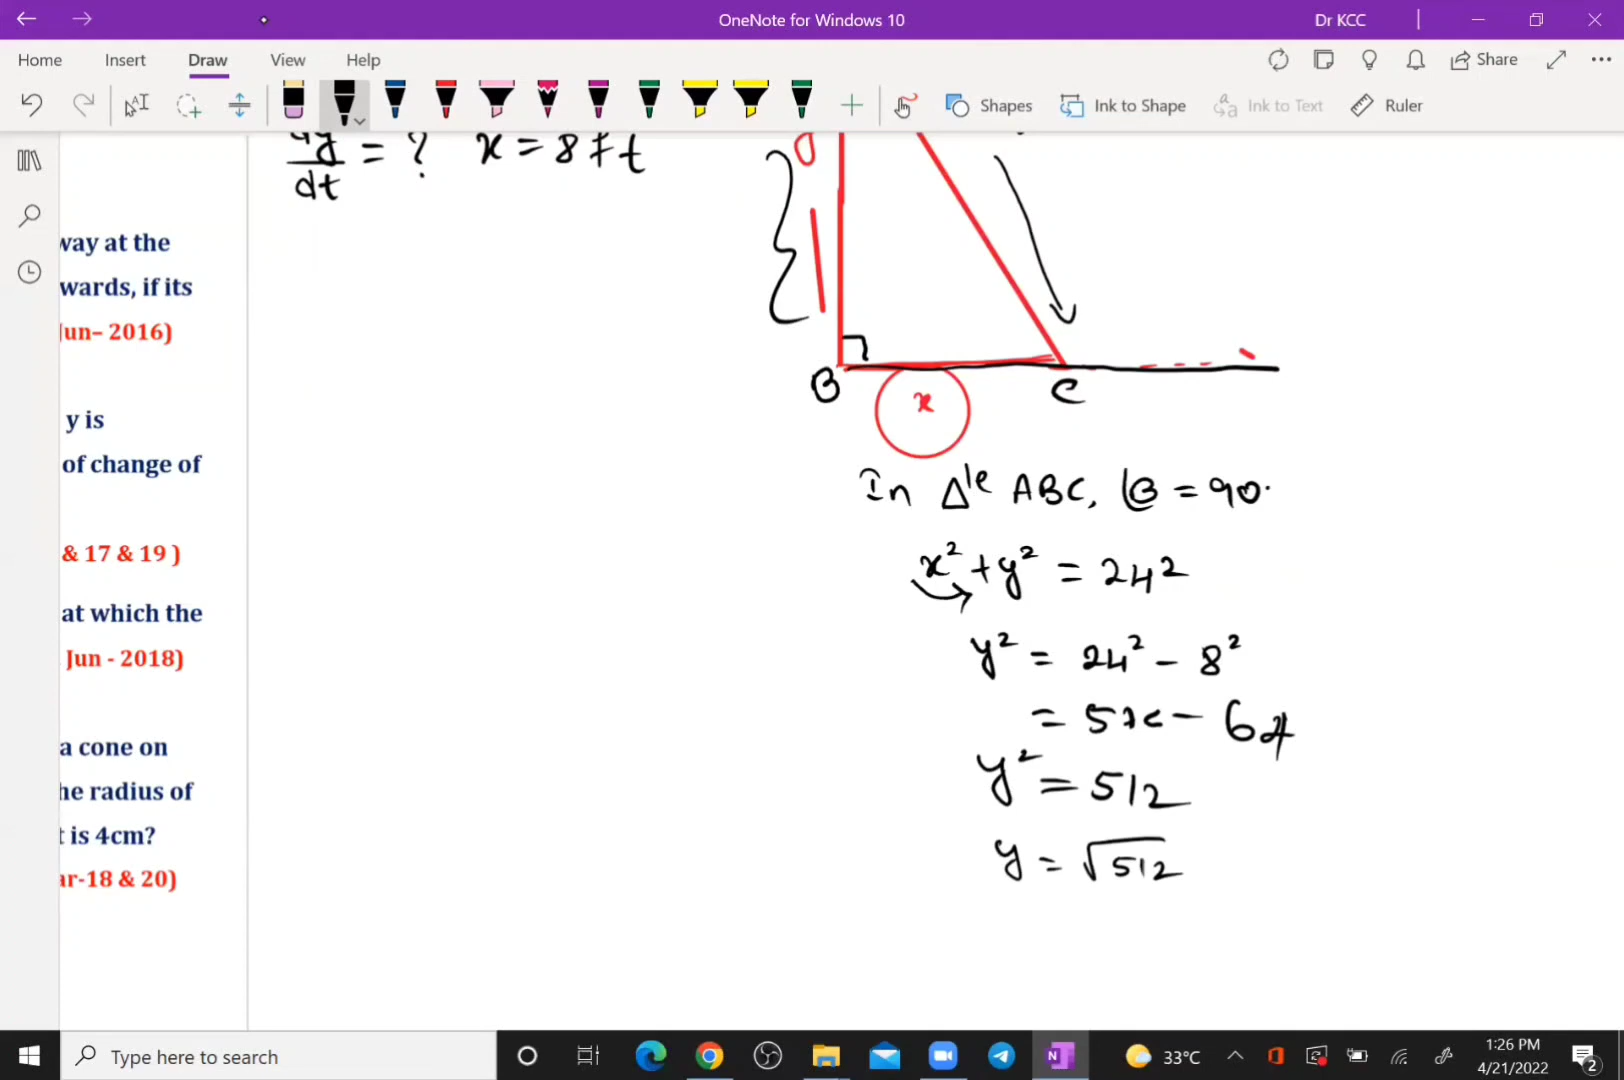 OneNote for Windows 10
Dr KCC
Home Insert Draw View Help
Share
Shapes Ink to Shape Ink to Text Ruler
dy/dt = ? x = 8 ft
way at the
wards, if its
Jun– 2016)
y is
of change of
& 17 & 19 )
at which the
Jun - 2018)
a cone on
he radius of
t is 4cm?
ar-18 & 20)
B
x
C
In Δle ABC, ∠B = 90.
x² + y² = 24²
y² = 24² – 8²
y² = 512
y = √512
Type here to search
33°C
1:26 PM
4/21/2022
2